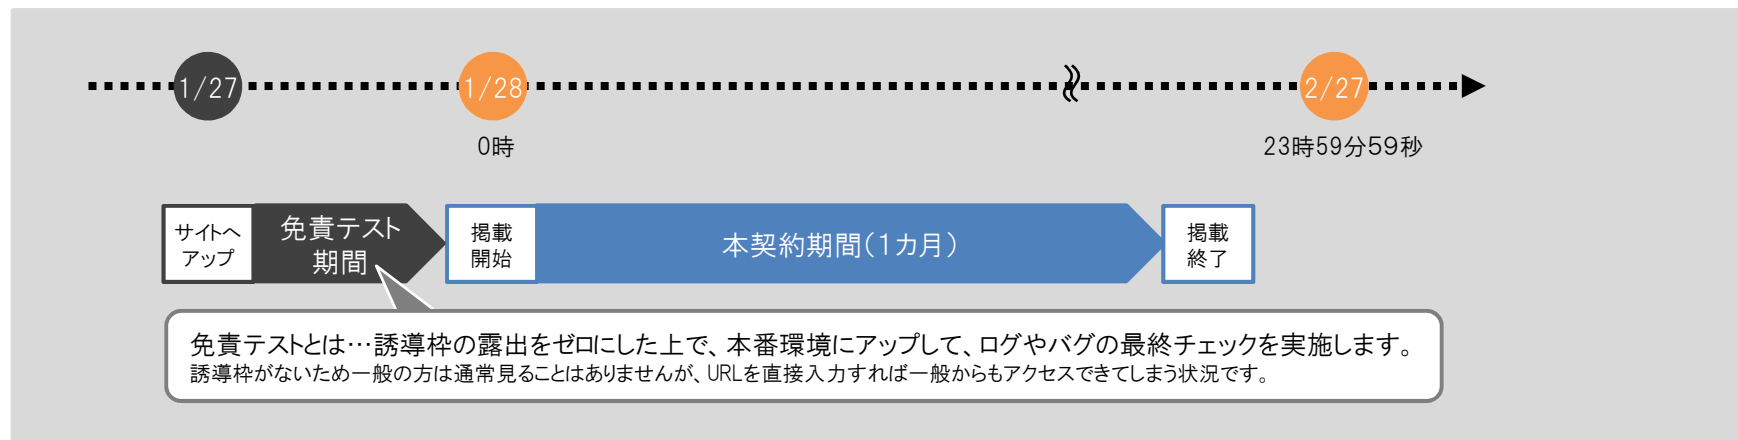 1/27
1/28
2/27
0時
23時59分59秒
サイトへ
アップ
免責テスト
期間
掲載
開始
本契約期間(1カ月)
掲載
終了
免責テストとは…誘導枠の露出をゼロにした上で、本番環境にアップして、ログやバグの最終チェックを実施します。
誘導枠がないため一般の方は通常見ることはありませんが、URLを直接入力すれば一般からもアクセスできてしまう状況です。